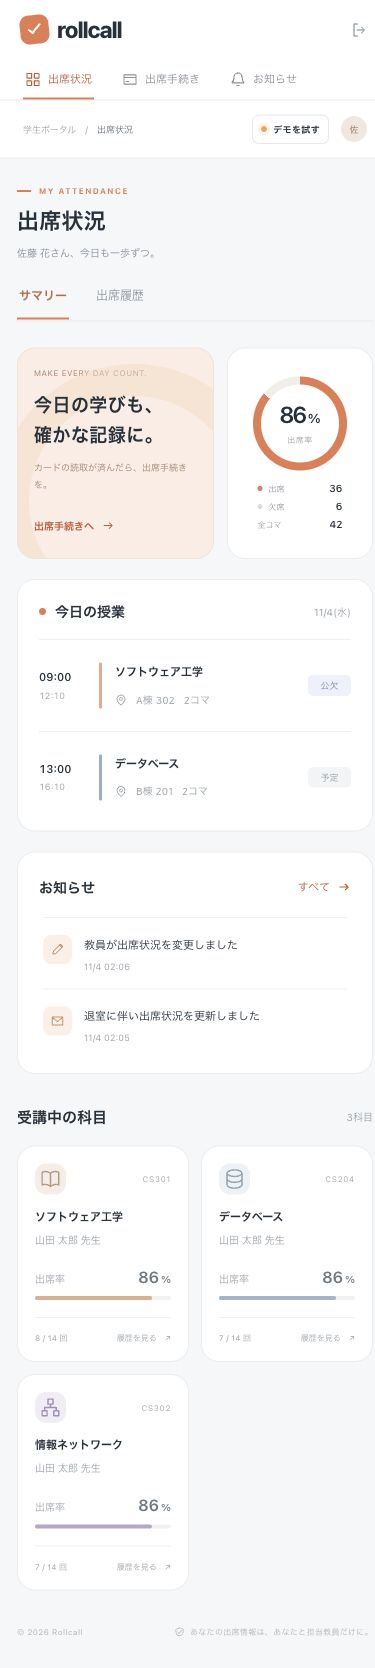 rollcall
出席状況
出席手続き
お知らせ
学生ポータル / 出席状況
デモを試す
佐
MY ATTENDANCE
出席状況
佐藤 花さん、今日も一歩ずつ。
サマリー
出席履歴
MAKE EVERY DAY COUNT.
今日の学びも、
確かな記録に。
カードの読取が済んだら、出席手続き
を。
出席手続きへ →
86%
出席率
出席 36
欠席 6
全コマ 42
今日の授業
11/4(水)
09:00
12:10
ソフトウェア工学
A棟 302 2コマ
公欠
13:00
16:10
データベース
B棟 201 2コマ
予定
お知らせ
すべて →
教員が出席状況を変更しました
11/4 02:06
退室に伴い出席状況を更新しました
11/4 02:05
受講中の科目
3科目
CS301
ソフトウェア工学
山田 太郎 先生
出席率 86%
8 / 14 回
履歴を見る ↗
CS204
データベース
山田 太郎 先生
出席率 86%
7 / 14 回
履歴を見る ↗
CS302
情報ネットワーク
山田 太郎 先生
出席率 86%
7 / 14 回
履歴を見る ↗
© 2026 Rollcall
あなたの出席情報は、あなたと担当教員だけに。